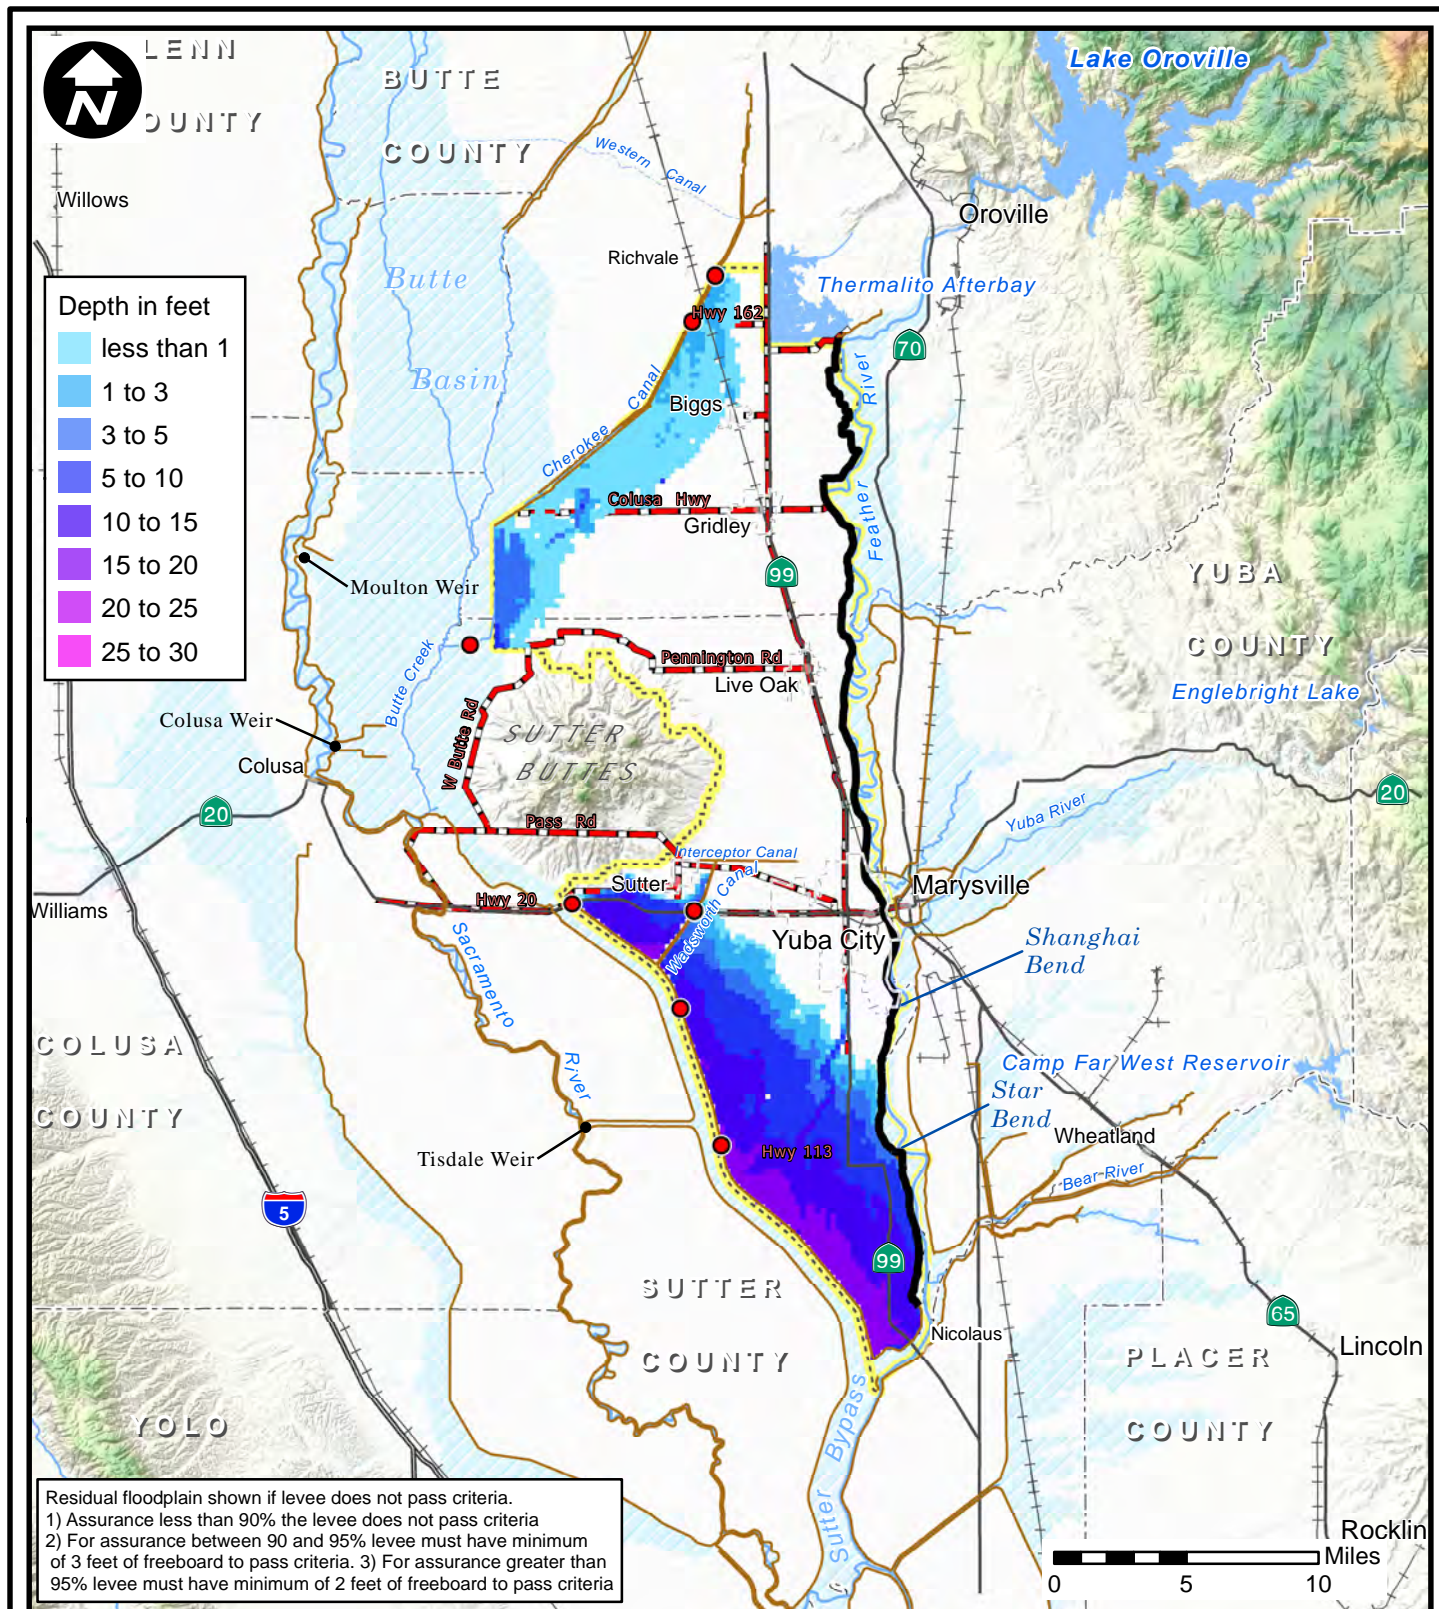 N
GLENN
COUNTY
BUTTE
COUNTY
Lake Oroville
Western Canal
Willows
Oroville
Richvale
Butte
Basin
Thermalito Afterbay
Depth in feet
less than 1
1 to 3
3 to 5
5 to 10
10 to 15
15 to 20
20 to 25
25 to 30
Hwy 162
70
Cherokee Canal
Biggs
Feather River
Colusa Hwy
Gridley
99
YUBA
COUNTY
Moulton Weir
Butte Creek
Pennington Rd
Live Oak
Englebright Lake
Colusa Weir
Colusa
W Butte Rd
SUTTER
BUTTES
20
20
Pass Rd
Yuba River
Interceptor Canal
Sutter
Wadsworth Canal
Marysville
Williams
Hwy 20
Yuba City
Sacramento River
Shanghai
Bend
COLUSA
COUNTY
Camp Far West Reservoir
Star
Bend
Wheatland
Tisdale Weir
Hwy 113
Bear River
5
99
SUTTER
COUNTY
65
Nicolaus
Lincoln
PLACER
COUNTY
YOLO
Sutter Bypass
Residual floodplain shown if levee does not pass criteria.
1) Assurance less than 90% the levee does not pass criteria
2) For assurance between 90 and 95% levee must have minimum
of 3 feet of freeboard to pass criteria. 3) For assurance greater than
95% levee must have minimum of 2 feet of freeboard to pass criteria
Rocklin
Miles
0 5 10